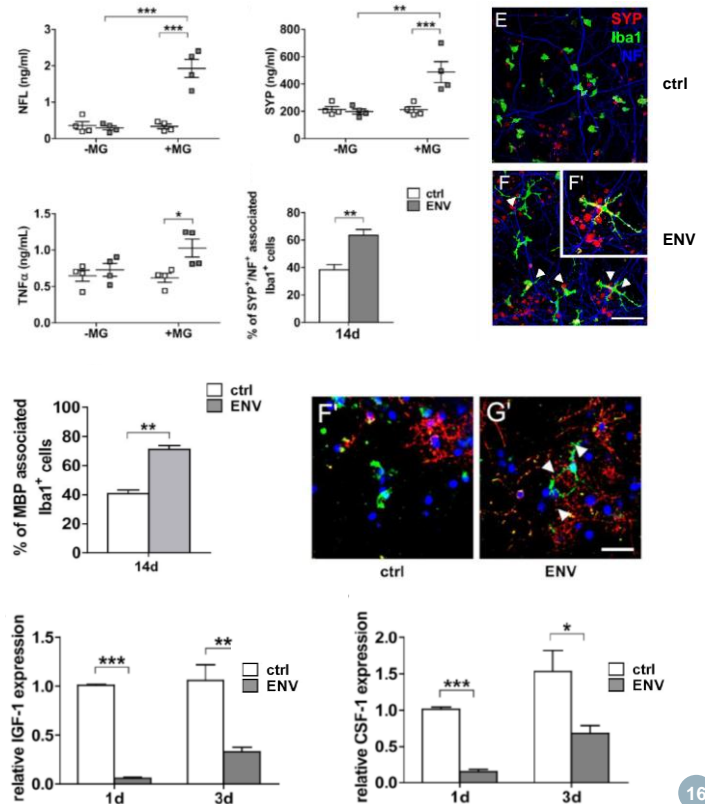 ***
***
NFL (ng/ml)
3
2
1
0
-MG
+MG
**
***
SYP (ng/ml)
800
600
400
200
0
-MG
+MG
E
SYP
Iba1
NF
ctrl
*
TNFα (ng/mL)
1.5
1.0
0.5
0.0
-MG
+MG
ctrl
ENV
**
% of SYP⁺/NF⁺ associated
Iba1⁺ cells
80
60
40
20
0
14d
F
F'
ENV
ctrl
ENV
**
% of MBP associated
Iba1⁺ cells
100
80
60
40
20
0
14d
F'
G'
ctrl
ENV
***
**
ctrl
ENV
relative IGF-1 expression
1.5
1.0
0.5
0.0
1d
3d
***
*
ctrl
ENV
relative CSF-1 expression
2.0
1.5
1.0
0.5
0.0
1d
3d
16